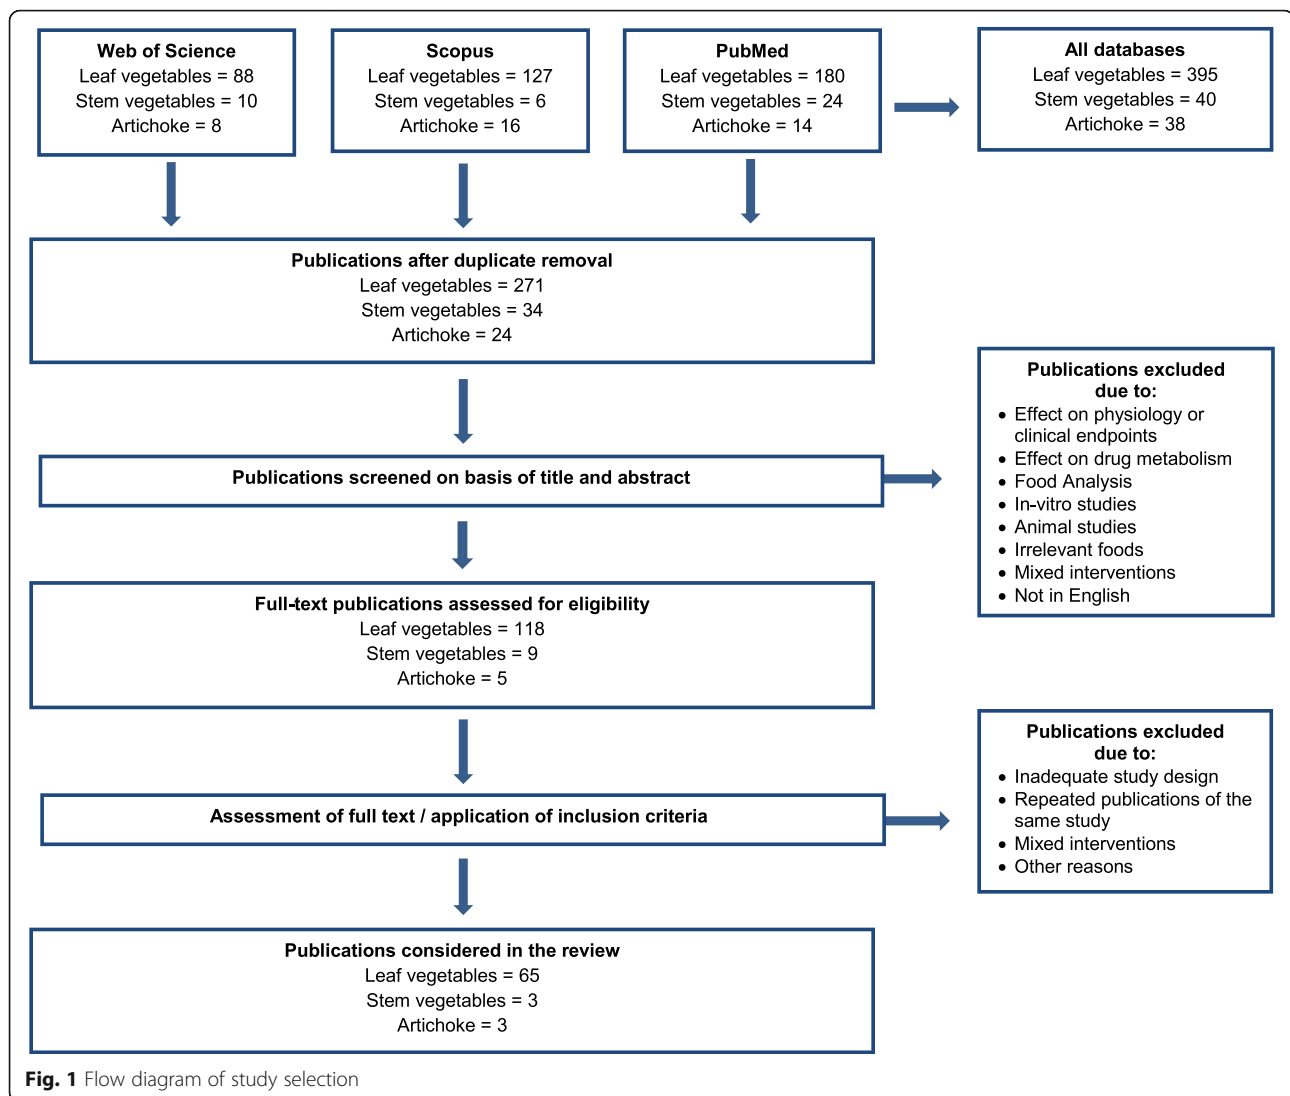 Web of Science
Leaf vegetables = 88
Stem vegetables = 10
Artichoke = 8
Scopus
Leaf vegetables = 127
Stem vegetables = 6
Artichoke = 16
PubMed
Leaf vegetables = 180
Stem vegetables = 24
Artichoke = 14
All databases
Leaf vegetables = 395
Stem vegetables = 40
Artichoke = 38
Publications after duplicate removal
Leaf vegetables = 271
Stem vegetables = 34
Artichoke = 24
Publications screened on basis of title and abstract
Publications excluded
due to:
• Effect on physiology or
clinical endpoints
• Effect on drug metabolism
• Food Analysis
• In-vitro studies
• Animal studies
• Irrelevant foods
• Mixed interventions
• Not in English
Full-text publications assessed for eligibility
Leaf vegetables = 118
Stem vegetables = 9
Artichoke = 5
Assessment of full text / application of inclusion criteria
Publications excluded
due to:
• Inadequate study design
• Repeated publications of the
same study
• Mixed interventions
• Other reasons
Publications considered in the review
Leaf vegetables = 65
Stem vegetables = 3
Artichoke = 3
Fig. 1 Flow diagram of study selection